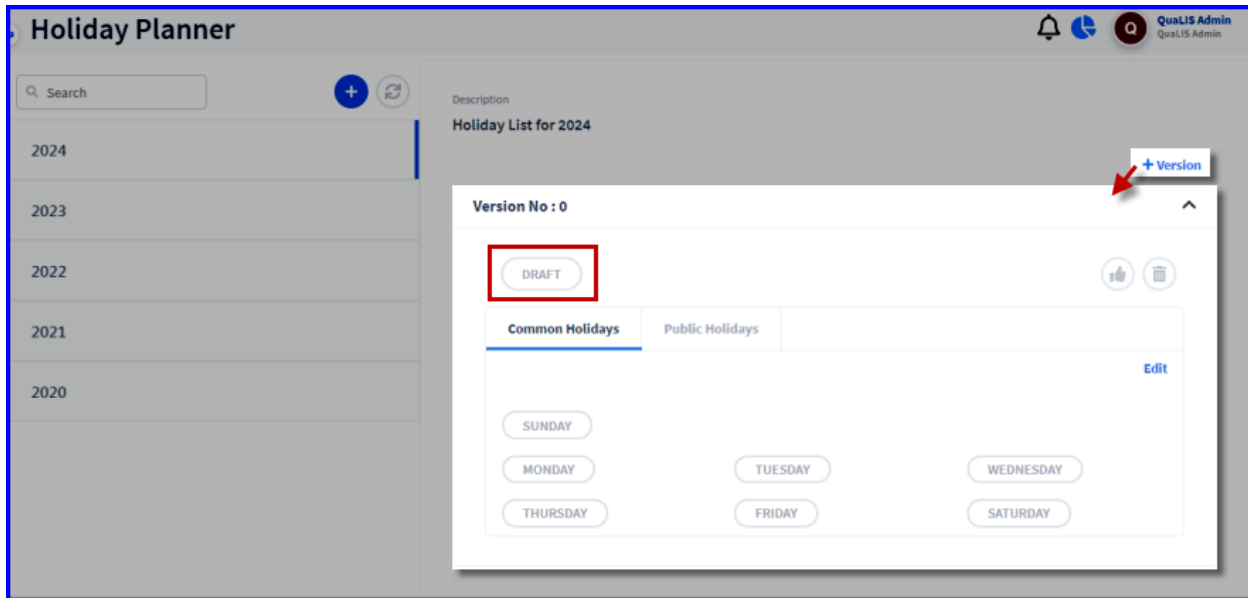 Holiday Planner
QuaLIS Admin
QuaLIS Admin
Q
Search
2024
2023
2022
2021
2020
Description
Holiday List for 2024
+ Version
Version No : 0
DRAFT
Common Holidays Public Holidays
Edit
SUNDAY
MONDAY TUESDAY WEDNESDAY
THURSDAY FRIDAY SATURDAY